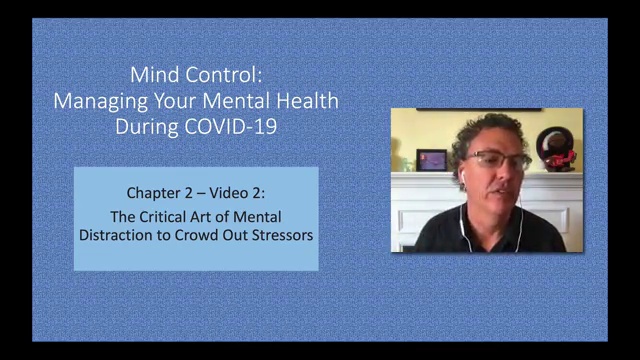 Mind Control:
Managing Your Mental Health
During COVID-19
Chapter 2 – Video 2:
The Critical Art of Mental
Distraction to Crowd Out Stressors